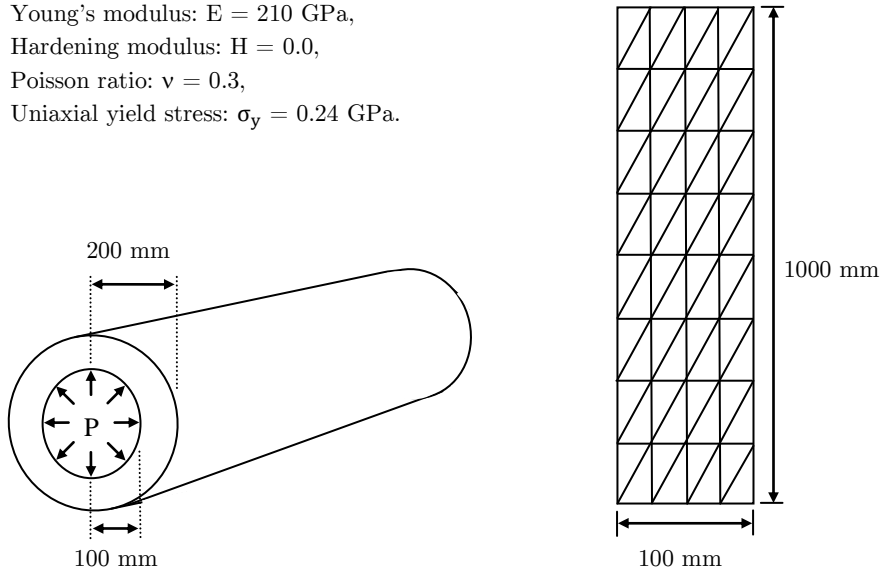 Young's modulus: E = 210 GPa,
Hardening modulus: H = 0.0,
Poisson ratio: ν = 0.3,
Uniaxial yield stress: σy = 0.24 GPa.
200 mm
P
100 mm
1000 mm
100 mm